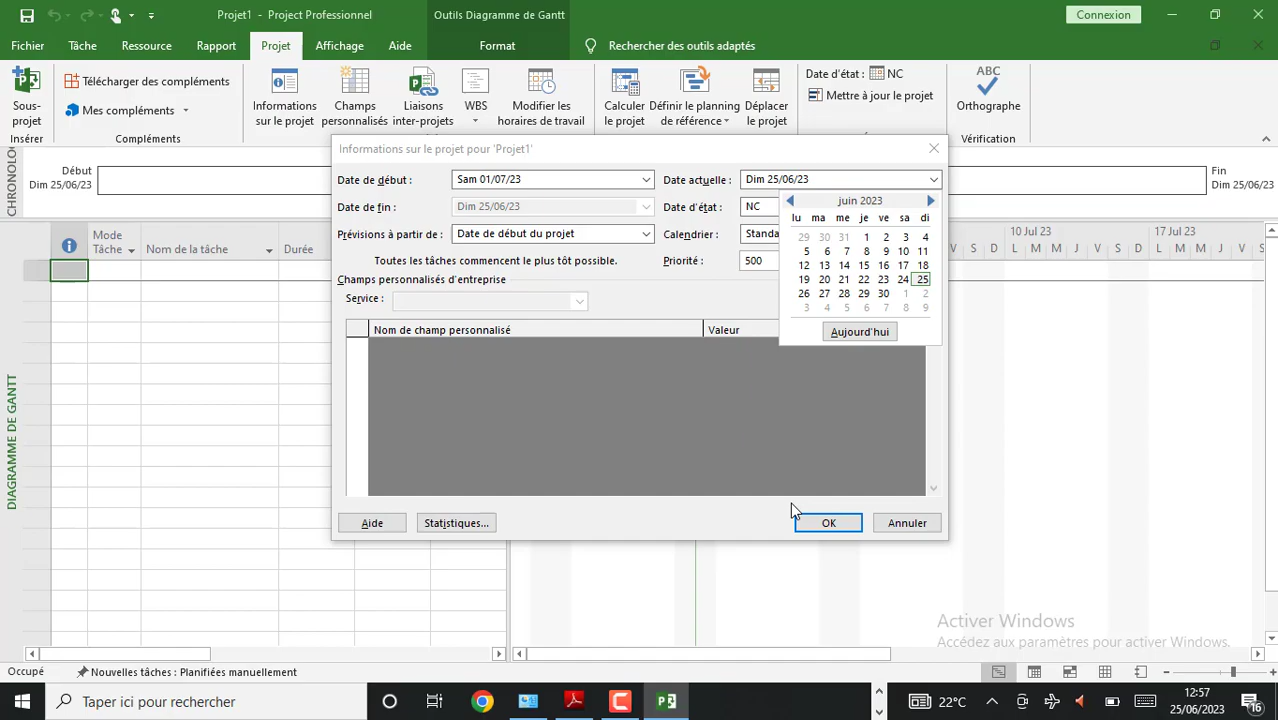 Projet1 - Project Professionnel
Outils Diagramme de Gantt
Connexion
Fichier
Tâche
Ressource
Rapport
Projet
Affichage
Aide
Format
Rechercher des outils adaptés
Sous-projet
Insérer
Télécharger des compléments
Mes compléments
Compléments
Informations sur le projet
Champs personnalisés
Liaisons inter-projets
WBS
Modifier les horaires de travail
Calculer le projet
Définir le planning de référence
Déplacer le projet
Date d'état :
NC
Mettre à jour le projet
ABC
Orthographe
Vérification
CHRONOLOG
Début
Dim 25/06/23
Fin
Dim 25/06/23
Informations sur le projet pour 'Projet1'
Date de début :
Sam 01/07/23
Date actuelle :
Dim 25/06/23
Date de fin :
Dim 25/06/23
Date d'état :
NC
Prévisions à partir de :
Date de début du projet
Calendrier :
Standa
Toutes les tâches commencent le plus tôt possible.
Priorité :
500
Champs personnalisés d'entreprise
Service :
Nom de champ personnalisé
Valeur
juin 2023
lu ma me je ve sa di
29 30 31 1 2 3 4
5 6 7 8 9 10 11
12 13 14 15 16 17 18
19 20 21 22 23 24 25
26 27 28 29 30 1 2
3 4 5 6 7 8 9
Aujourd'hui
Aide
Statistiques...
OK
Annuler
Mode Tâche
Nom de la tâche
Durée
10 Jul 23
17 Jul 23
V S D L M M J V S D L M M J V S
DIAGRAMME DE GANTT
Activer Windows
Accédez aux paramètres pour activer Windows.
Occupé
Nouvelles tâches : Planifiées manuellement
Taper ici pour rechercher
22°C
12:57
25/06/2023
16